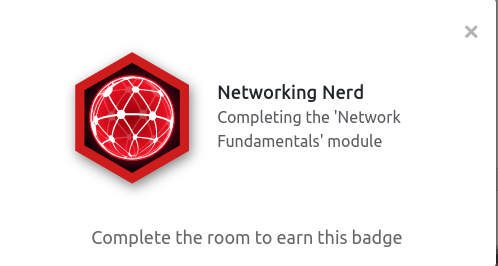 ×
Networking Nerd
Completing the 'Network
Fundamentals' module
Complete the room to earn this badge